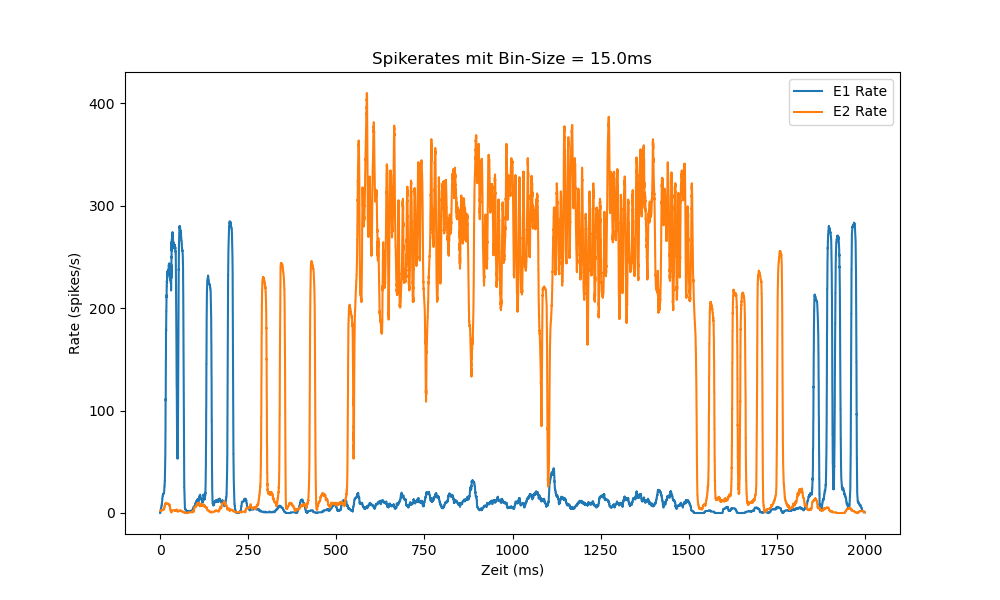 Spikerates mit Bin-Size = 15.0ms
E1 Rate
E2 Rate
400
300
200
100
0
Rate (spikes/s)
0 250 500 750 1000 1250 1500 1750 2000
Zeit (ms)